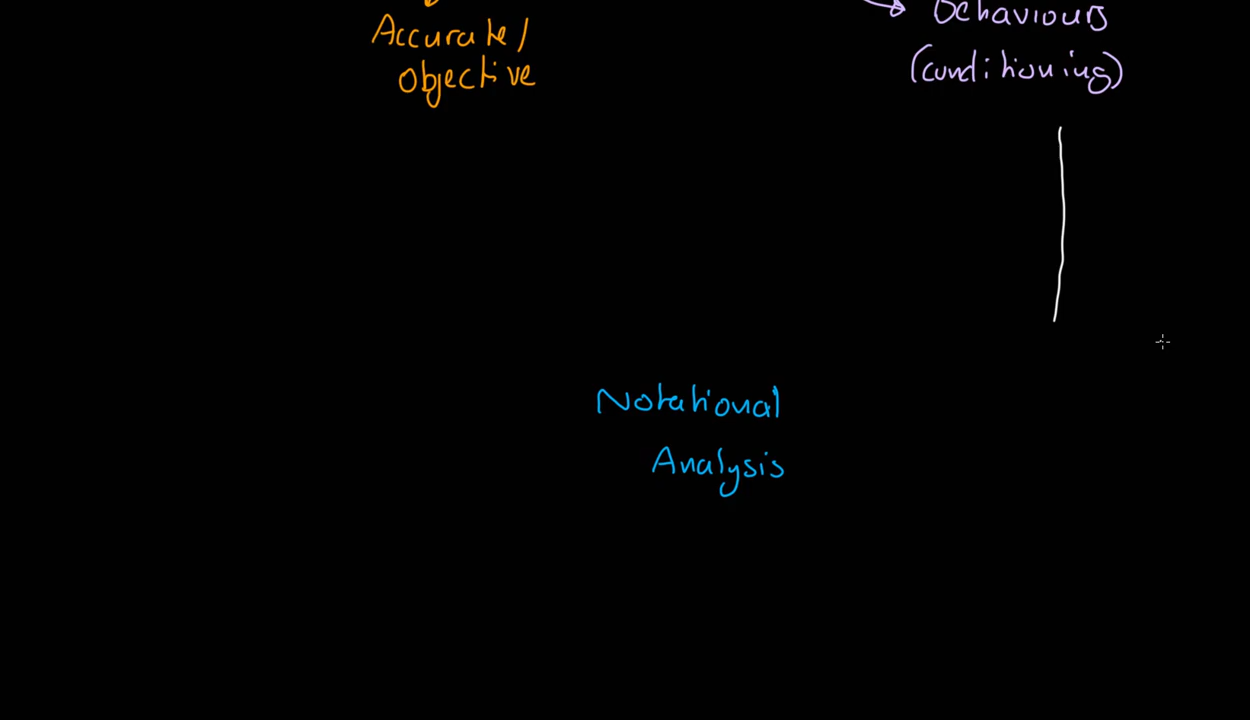 Accurate/
objective
Behaviours
(conditioning)
Notational
Analysis